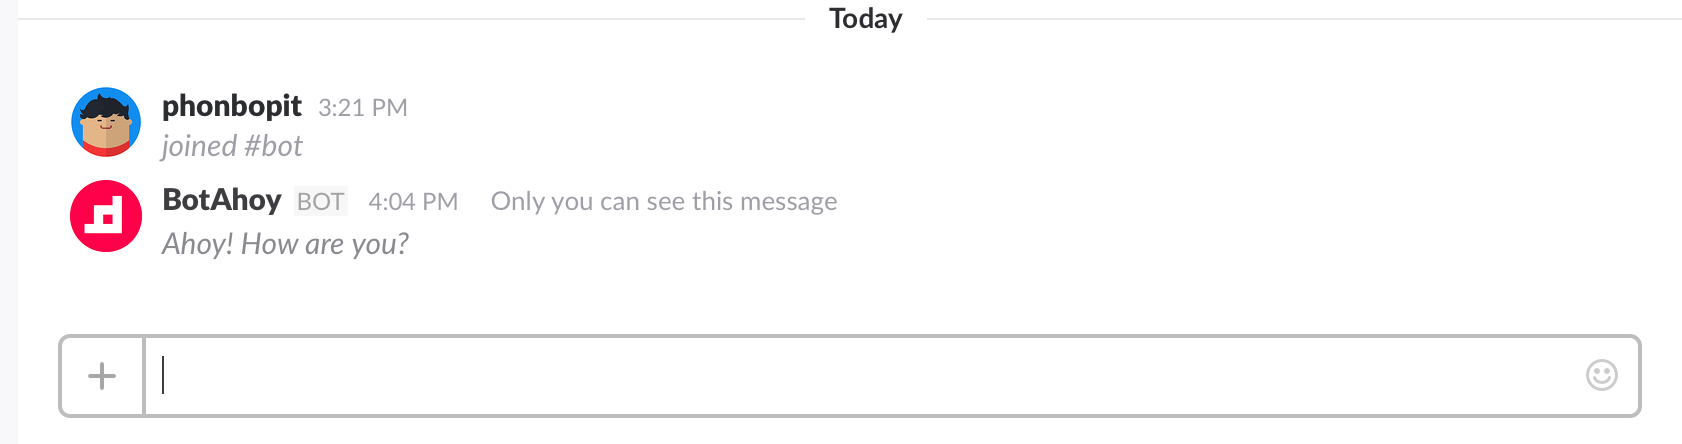 Today
phonbopit 3:21 PM
joined #bot
BotAhoy BOT 4:04 PM Only you can see this message
Ahoy! How are you?